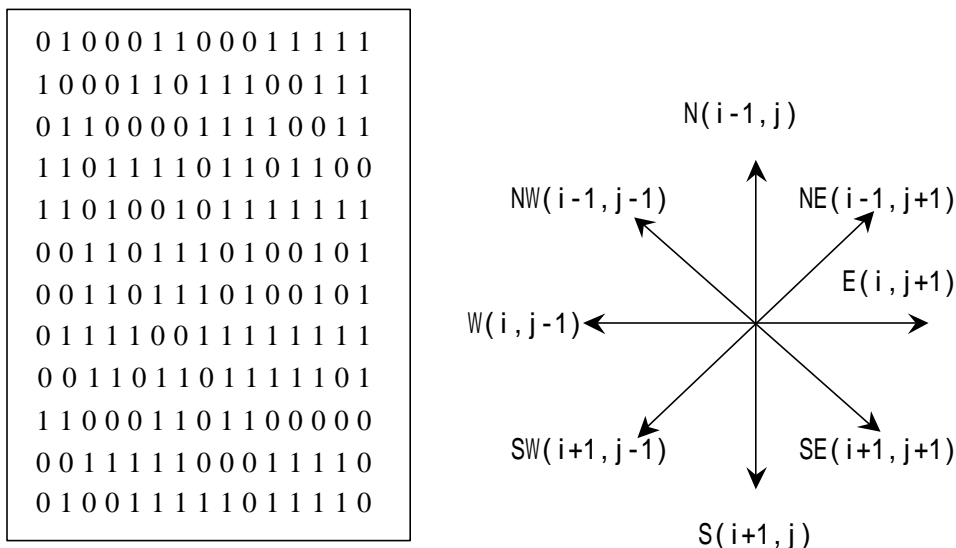 0 1 0 0 0 1 1 0 0 0 1 1 1 1 1
1 0 0 0 1 1 0 1 1 1 0 0 1 1 1
0 1 1 0 0 0 0 1 1 1 1 0 0 1 1
1 1 0 1 1 1 1 0 1 1 0 1 1 0 0
1 1 0 1 0 0 1 0 1 1 1 1 1 1 1
0 0 1 1 0 1 1 1 0 1 0 0 1 0 1
0 0 1 1 0 1 1 1 0 1 0 0 1 0 1
0 1 1 1 1 0 0 1 1 1 1 1 1 1 1
0 0 1 1 0 1 1 0 1 1 1 1 1 0 1
1 1 0 0 0 1 1 0 1 1 0 0 0 0 0
0 0 1 1 1 1 1 0 0 0 1 1 1 1 0
0 1 0 0 1 1 1 1 1 0 1 1 1 1 0
N(i-1,j)
NW(i-1,j-1)
NE(i-1,j+1)
E(i,j+1)
W(i,j-1)
SW(i+1,j-1)
SE(i+1,j+1)
S(i+1,j)